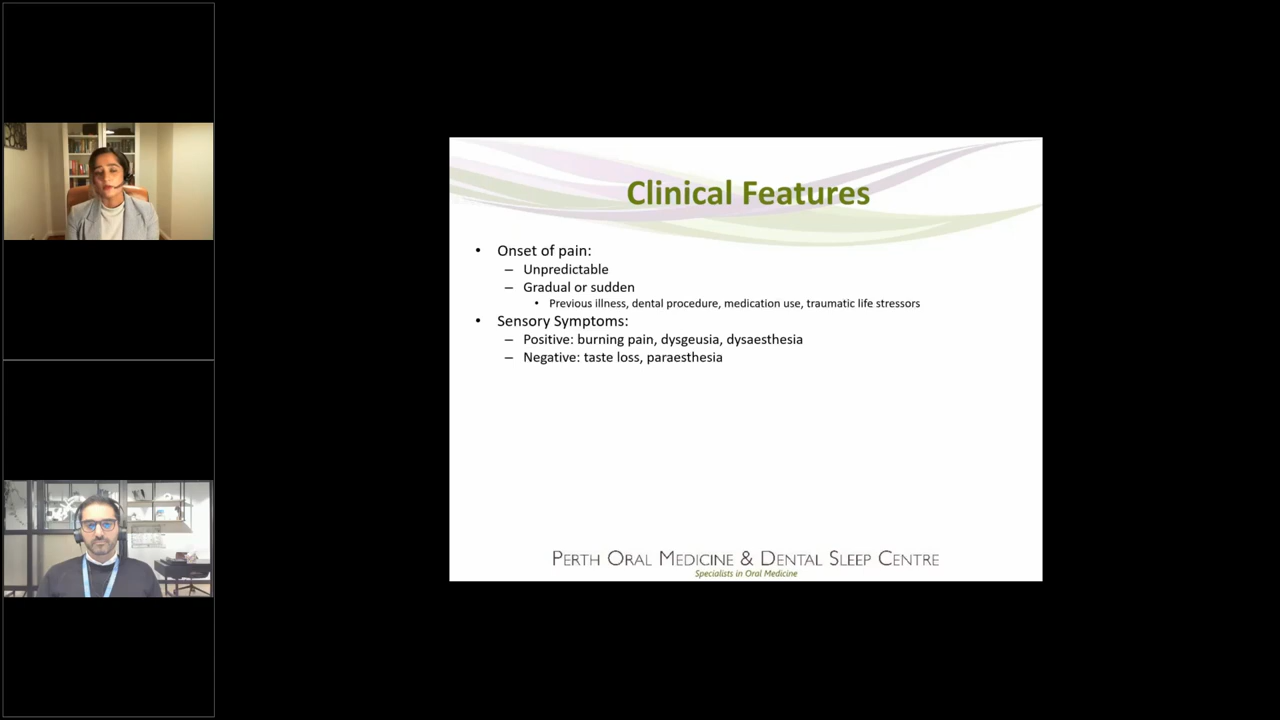 Clinical Features
• Onset of pain:
– Unpredictable
– Gradual or sudden
• Previous illness, dental procedure, medication use, traumatic life stressors
• Sensory Symptoms:
– Positive: burning pain, dysgeusia, dysaesthesia
– Negative: taste loss, paraesthesia
PERTH ORAL MEDICINE & DENTAL SLEEP CENTRE
Specialists in Oral Medicine